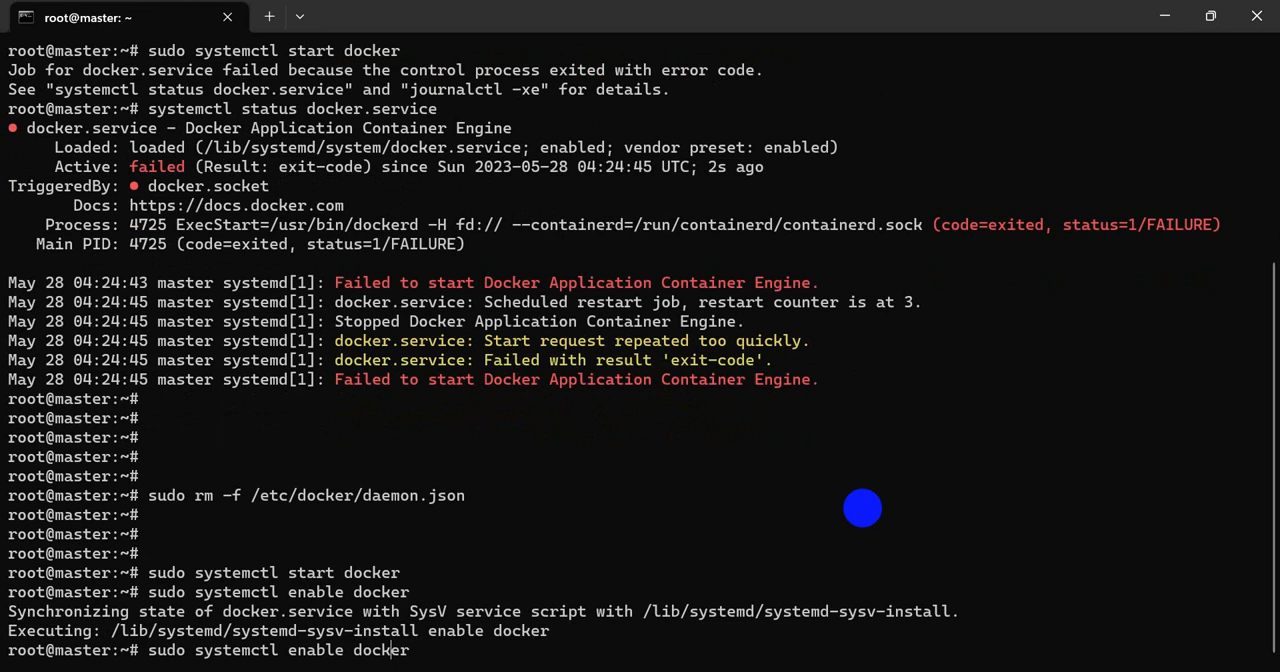 root@master: ~
root@master:~# sudo systemctl start docker
Job for docker.service failed because the control process exited with error code.
See "systemctl status docker.service" and "journalctl -xe" for details.
root@master:~# systemctl status docker.service
● docker.service - Docker Application Container Engine
Loaded: loaded (/lib/systemd/system/docker.service; enabled; vendor preset: enabled)
Active: failed (Result: exit-code) since Sun 2023-05-28 04:24:45 UTC; 2s ago
TriggeredBy: ● docker.socket
Docs: https://docs.docker.com
Process: 4725 ExecStart=/usr/bin/dockerd -H fd:// --containerd=/run/containerd/containerd.sock (code=exited, status=1/FAILURE)
Main PID: 4725 (code=exited, status=1/FAILURE)
May 28 04:24:43 master systemd[1]: Failed to start Docker Application Container Engine.
May 28 04:24:45 master systemd[1]: docker.service: Scheduled restart job, restart counter is at 3.
May 28 04:24:45 master systemd[1]: Stopped Docker Application Container Engine.
May 28 04:24:45 master systemd[1]: docker.service: Start request repeated too quickly.
May 28 04:24:45 master systemd[1]: docker.service: Failed with result 'exit-code'.
May 28 04:24:45 master systemd[1]: Failed to start Docker Application Container Engine.
root@master:~#
root@master:~#
root@master:~#
root@master:~#
root@master:~#
root@master:~# sudo rm -f /etc/docker/daemon.json
root@master:~#
root@master:~#
root@master:~#
root@master:~# sudo systemctl start docker
root@master:~# sudo systemctl enable docker
Synchronizing state of docker.service with SysV service script with /lib/systemd/systemd-sysv-install.
Executing: /lib/systemd/systemd-sysv-install enable docker
root@master:~# sudo systemctl enable docker